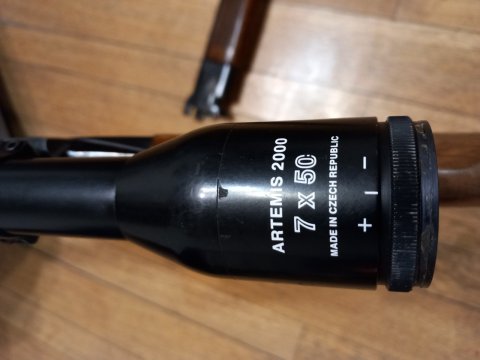 ARTEMIS 2000
7 X 50
MADE IN CZECH REPUBLIC
+ | -